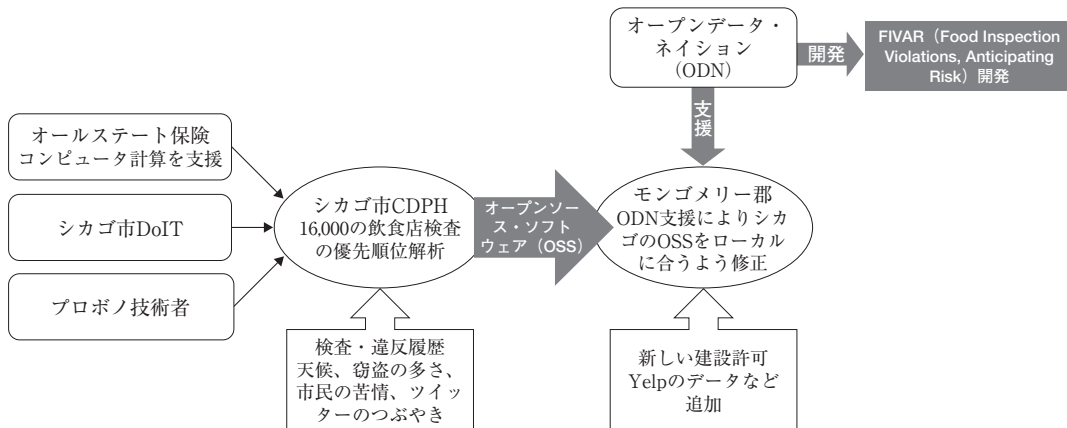 オープンデータ・
ネイション
（ODN）
開発
FIVAR（Food Inspection
Violations, Anticipating
Risk）開発
支援
オールステート保険
コンピュータ計算を支援
シカゴ市DoIT
プロボノ技術者
シカゴ市CDPH
16,000の飲食店検査
の優先順位解析
オープンソー
ス・ソフト
ウェア（OSS）
モンゴメリー郡
ODN支援によりシカ
ゴのOSSをローカル
に合うよう修正
検査・違反履歴
天候、窃盗の多さ、
市民の苦情、ツイッ
ターのつぶやき
新しい建設許可
Yelpのデータなど
追加